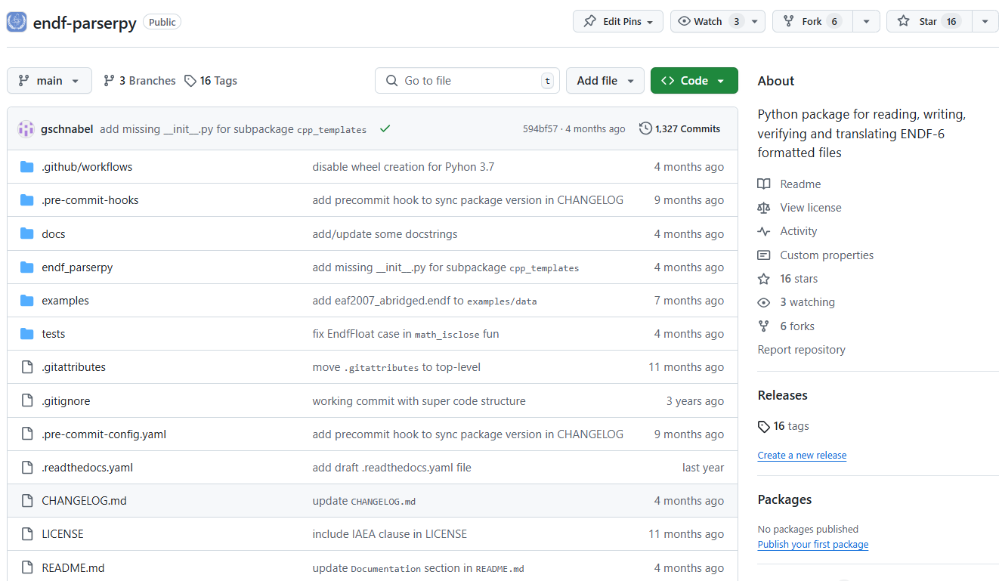 endf-parserpy Public Edit Pins Watch 3 Fork 6 Star 16
main 3 Branches 16 Tags Go to file t Add file <> Code
gschnabel add missing __init__.py for subpackage cpp_templates 594bf57 · 4 months ago 1,327 Commits
.github/workflows disable wheel creation for Pyhon 3.7 4 months ago
.pre-commit-hooks add precommit hook to sync package version in CHANGELOG 9 months ago
docs add/update some docstrings 4 months ago
endf_parserpy add missing __init__.py for subpackage cpp_templates 4 months ago
examples add eaf2007_abridged.endf to examples/data 7 months ago
tests fix EndfFloat case in math_isclose fun 4 months ago
.gitattributes move .gitattributes to top-level 11 months ago
.gitignore working commit with super code structure 3 years ago
.pre-commit-config.yaml add precommit hook to sync package version in CHANGELOG 9 months ago
.readthedocs.yaml add draft .readthedocs.yaml file last year
CHANGELOG.md update CHANGELOG.md 4 months ago
LICENSE include IAEA clause in LICENSE 11 months ago
README.md update Documentation section in README.md 4 months ago
About
Python package for reading, writing,
verifying and translating ENDF-6
formatted files
Readme
View license
Activity
Custom properties
16 stars
3 watching
6 forks
Report repository
Releases
16 tags
Create a new release
Packages
No packages published
Publish your first package